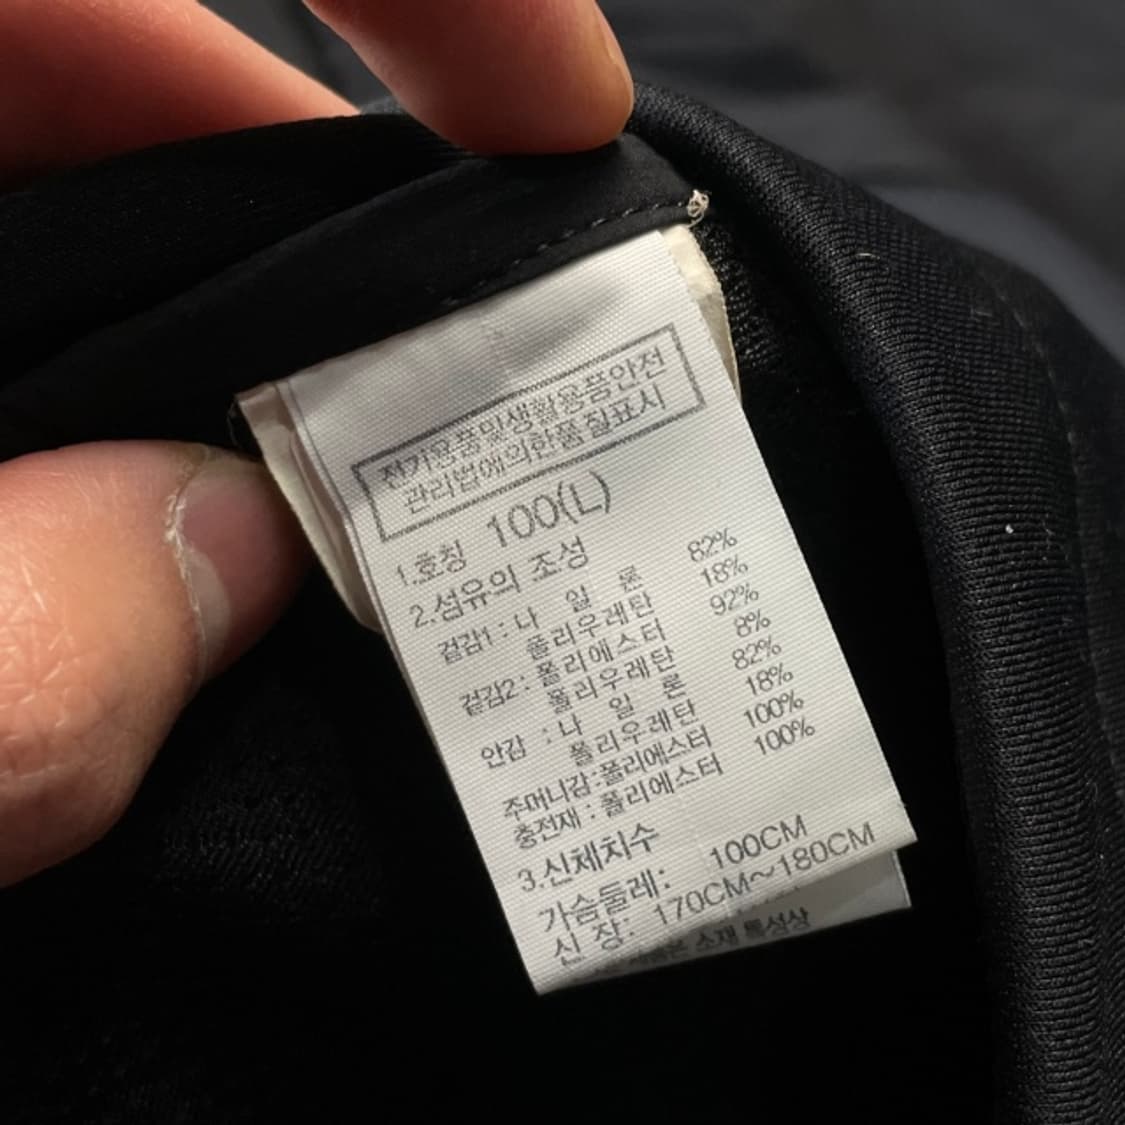 전기용품및생활용품안전
관리법에의한품질표시
1.호칭 100(L)
2.섬유의 조성
겉감1 : 나 일 론 82%
폴리우레탄 18%
겉감2 : 폴리에스터 92%
폴리우레탄 8%
안감 : 나 일 론 82%
폴리우레탄 18%
주머니감:폴리에스터 100%
충전재 : 폴리에스터 100%
3.신체치수
가슴둘레: 100CM
신 장: 170CM~180CM
소재 특성상